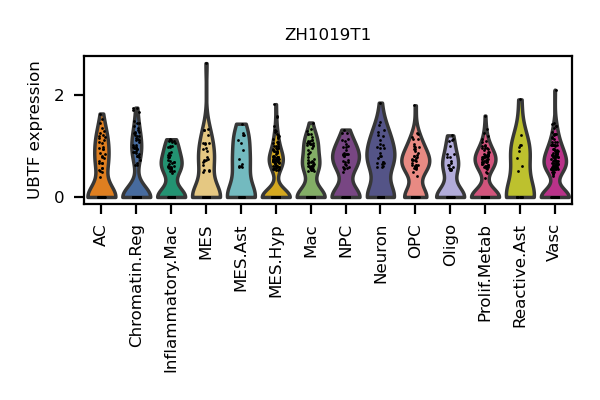 ZH1019T1
UBTF expression
2
0
AC
Chromatin.Reg
Inflammatory.Mac
MES
MES.Ast
MES.Hyp
Mac
NPC
Neuron
OPC
Oligo
Prolif.Metab
Reactive.Ast
Vasc